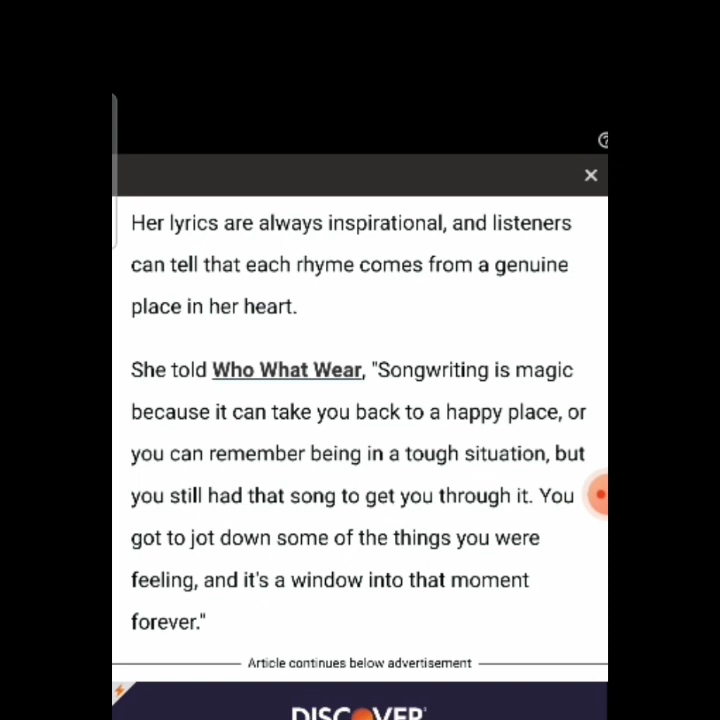 Her lyrics are always inspirational, and listeners
can tell that each rhyme comes from a genuine
place in her heart.
She told Who What Wear, "Songwriting is magic
because it can take you back to a happy place, or
you can remember being in a tough situation, but
you still had that song to get you through it. You
got to jot down some of the things you were
feeling, and it's a window into that moment
forever."
Article continues below advertisement
DISCOVER